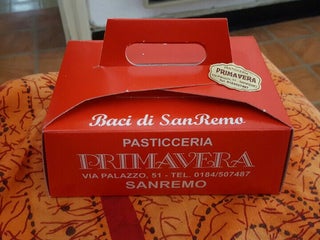 PRIMAVERA
Baci di SanRemo
PASTICCERIA
PRIMAVERA
VIA PALAZZO, 51 - TEL. 0184/507487
SANREMO